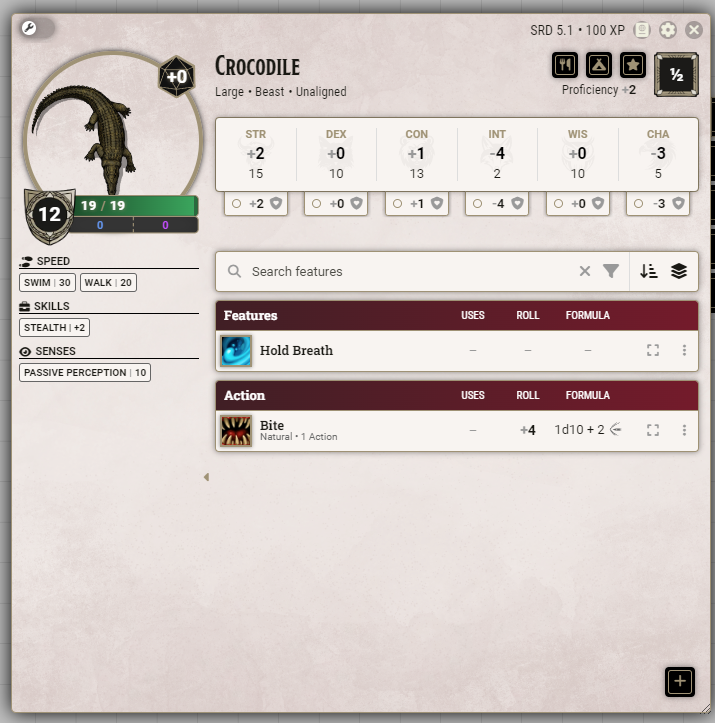 SRD 5.1 • 100 XP
+0
Crocodile
Large • Beast • Unaligned
Proficiency +2
½
STR DEX CON INT WIS CHA
+2 +0 +1 -4 +0 -3
15 10 13 2 10 5
+2 +0 +1 -4 +0 -3
12
19 / 19
0 0
SPEED
SWIM | 30 WALK | 20
SKILLS
STEALTH | +2
SENSES
PASSIVE PERCEPTION | 10
Search features
Features USES ROLL FORMULA
Hold Breath – – –
Action USES ROLL FORMULA
Bite – +4 1d10 + 2
Natural • 1 Action